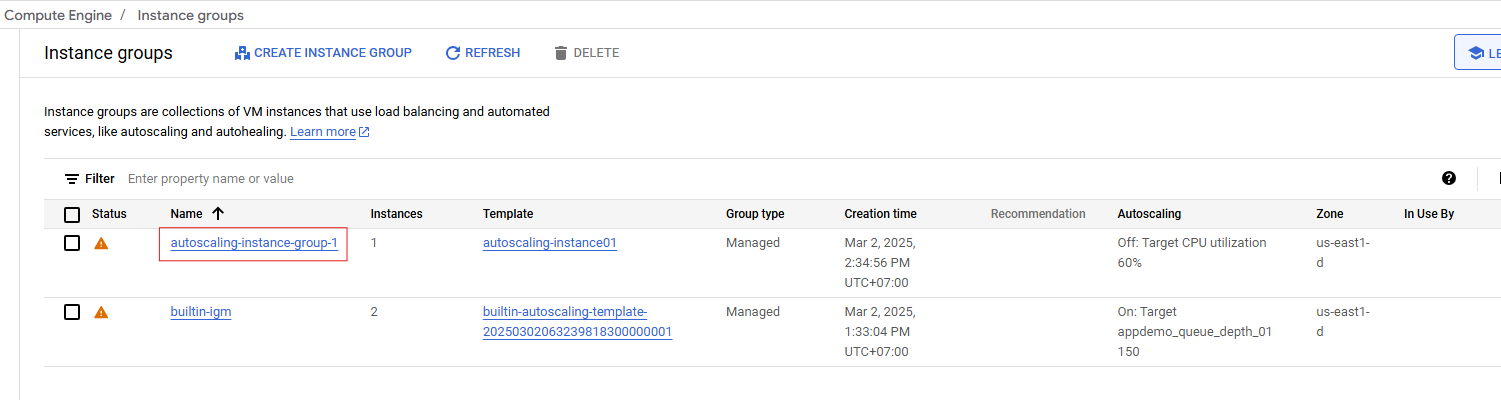 Compute Engine / Instance groups
Instance groups CREATE INSTANCE GROUP REFRESH DELETE LE
Instance groups are collections of VM instances that use load balancing and automated
services, like autoscaling and autohealing. Learn more
Filter Enter property name or value
Status Name Instances Template Group type Creation time Recommendation Autoscaling Zone In Use By
autoscaling-instance-group-1 1 autoscaling-instance01 Managed Mar 2, 2025, Off: Target CPU utilization us-east1-
2:34:56 PM 60% d
UTC+07:00
builtin-igm 2 builtin-autoscaling-template- Managed Mar 2, 2025, On: Target us-east1-
20250302063239818300000001 1:33:04 PM appdemo_queue_depth_01 d
UTC+07:00 150